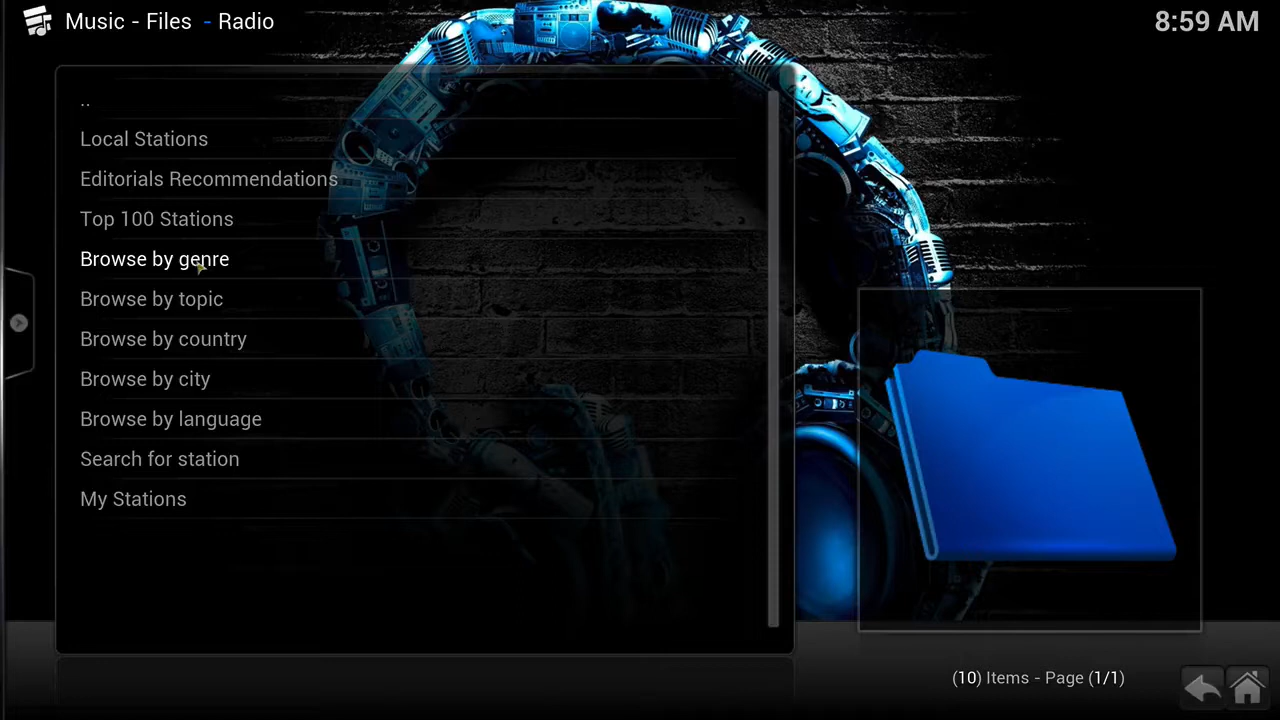 Music - Files - Radio
8:59 AM
..
Local Stations
Editorials Recommendations
Top 100 Stations
Browse by genre
Browse by topic
Browse by country
Browse by city
Browse by language
Search for station
My Stations
(10) Items - Page (1/1)